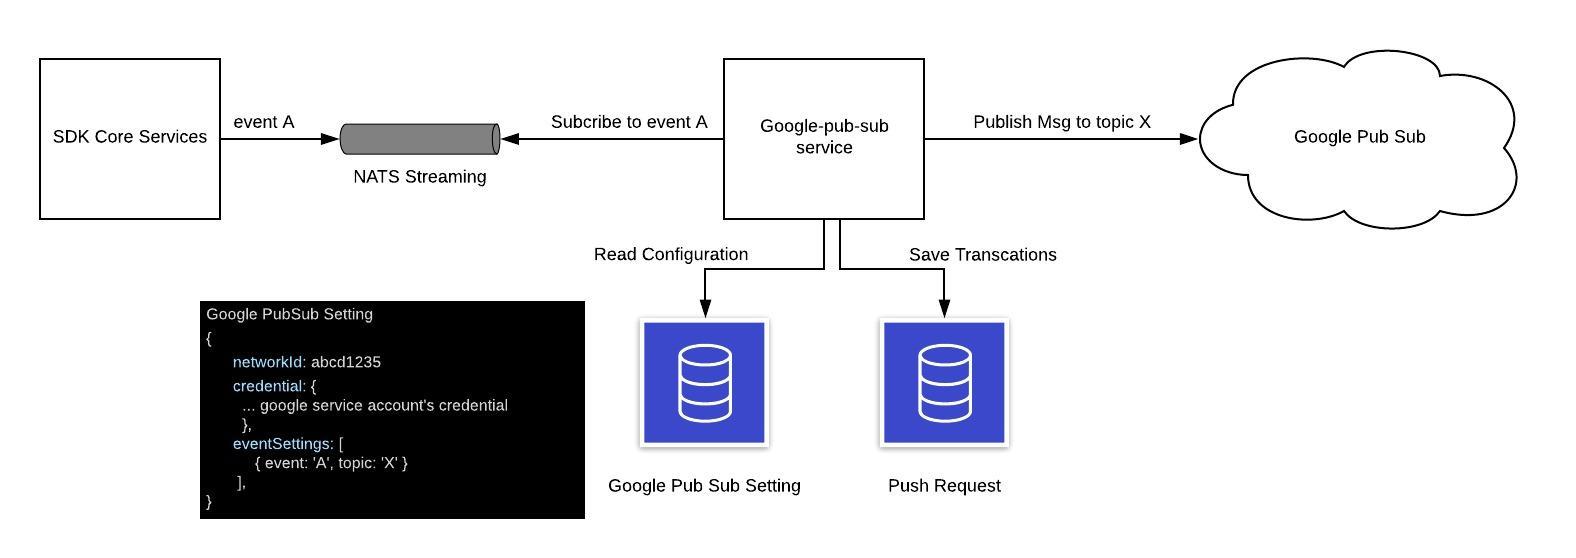 SDK Core Services
event A
NATS Streaming
Subcribe to event A
Google-pub-sub
service
Publish Msg to topic X
Google Pub Sub
Read Configuration
Save Transcations
Google PubSub Setting
{
networkId: abcd1235
credential: {
... google service account's credential
},
eventSettings: [
{ event: 'A', topic: 'X' }
],
}
Google Pub Sub Setting
Push Request